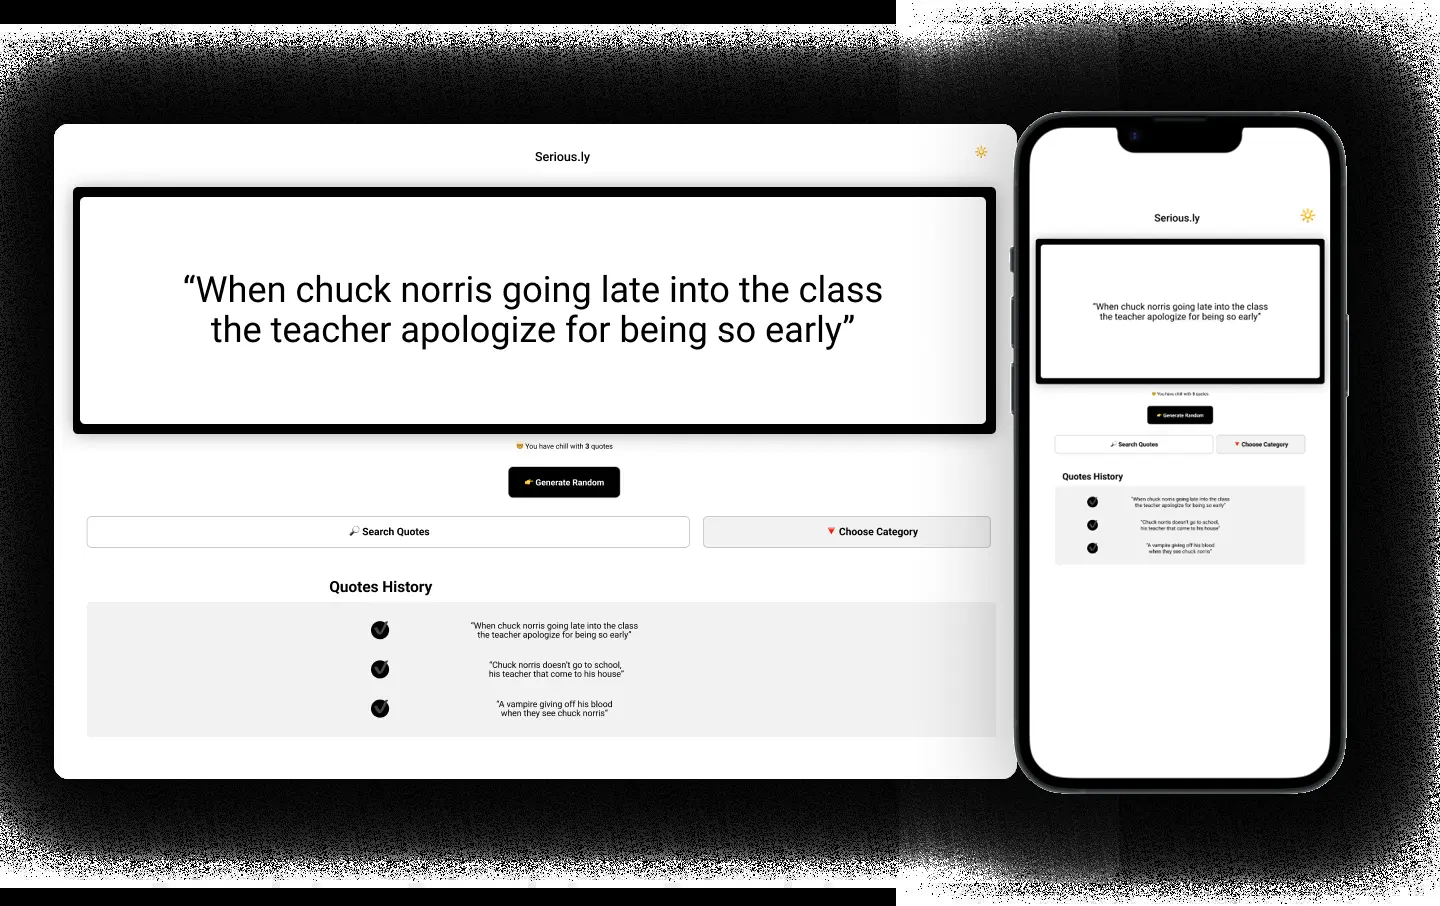 Serious.ly
“When chuck norris going late into the class
the teacher apologize for being so early”
You have chill with 3 quotes
Generate Random
Search Quotes
Choose Category
Quotes History
“When chuck norris going late into the class
the teacher apologize for being so early”
“Chuck norris doesn’t go to school,
his teacher that come to his house”
“A vampire giving off his blood
when they see chuck norris”
Serious.ly
“When chuck norris going late into the class
the teacher apologize for being so early”
You have chill with 5 quotes
Generate Random
Search Quotes
Choose Category
Quotes History
“When chuck norris going late into the class
the teacher apologize for being so early”
“Chuck norris doesn’t go to school,
his teacher that come to his house”
“A vampire giving off his blood
when they see chuck norris”